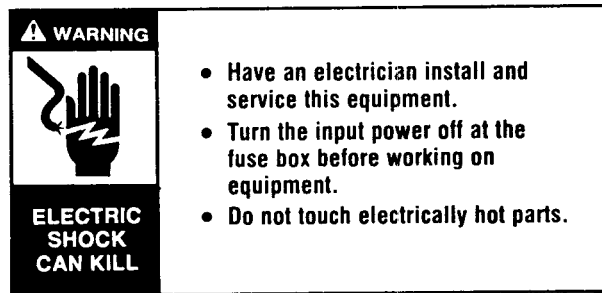 WARNING
ELECTRIC
SHOCK
CAN KILL
• Have an electrician install and
service this equipment.
• Turn the input power off at the
fuse box before working on
equipment.
• Do not touch electrically hot parts.